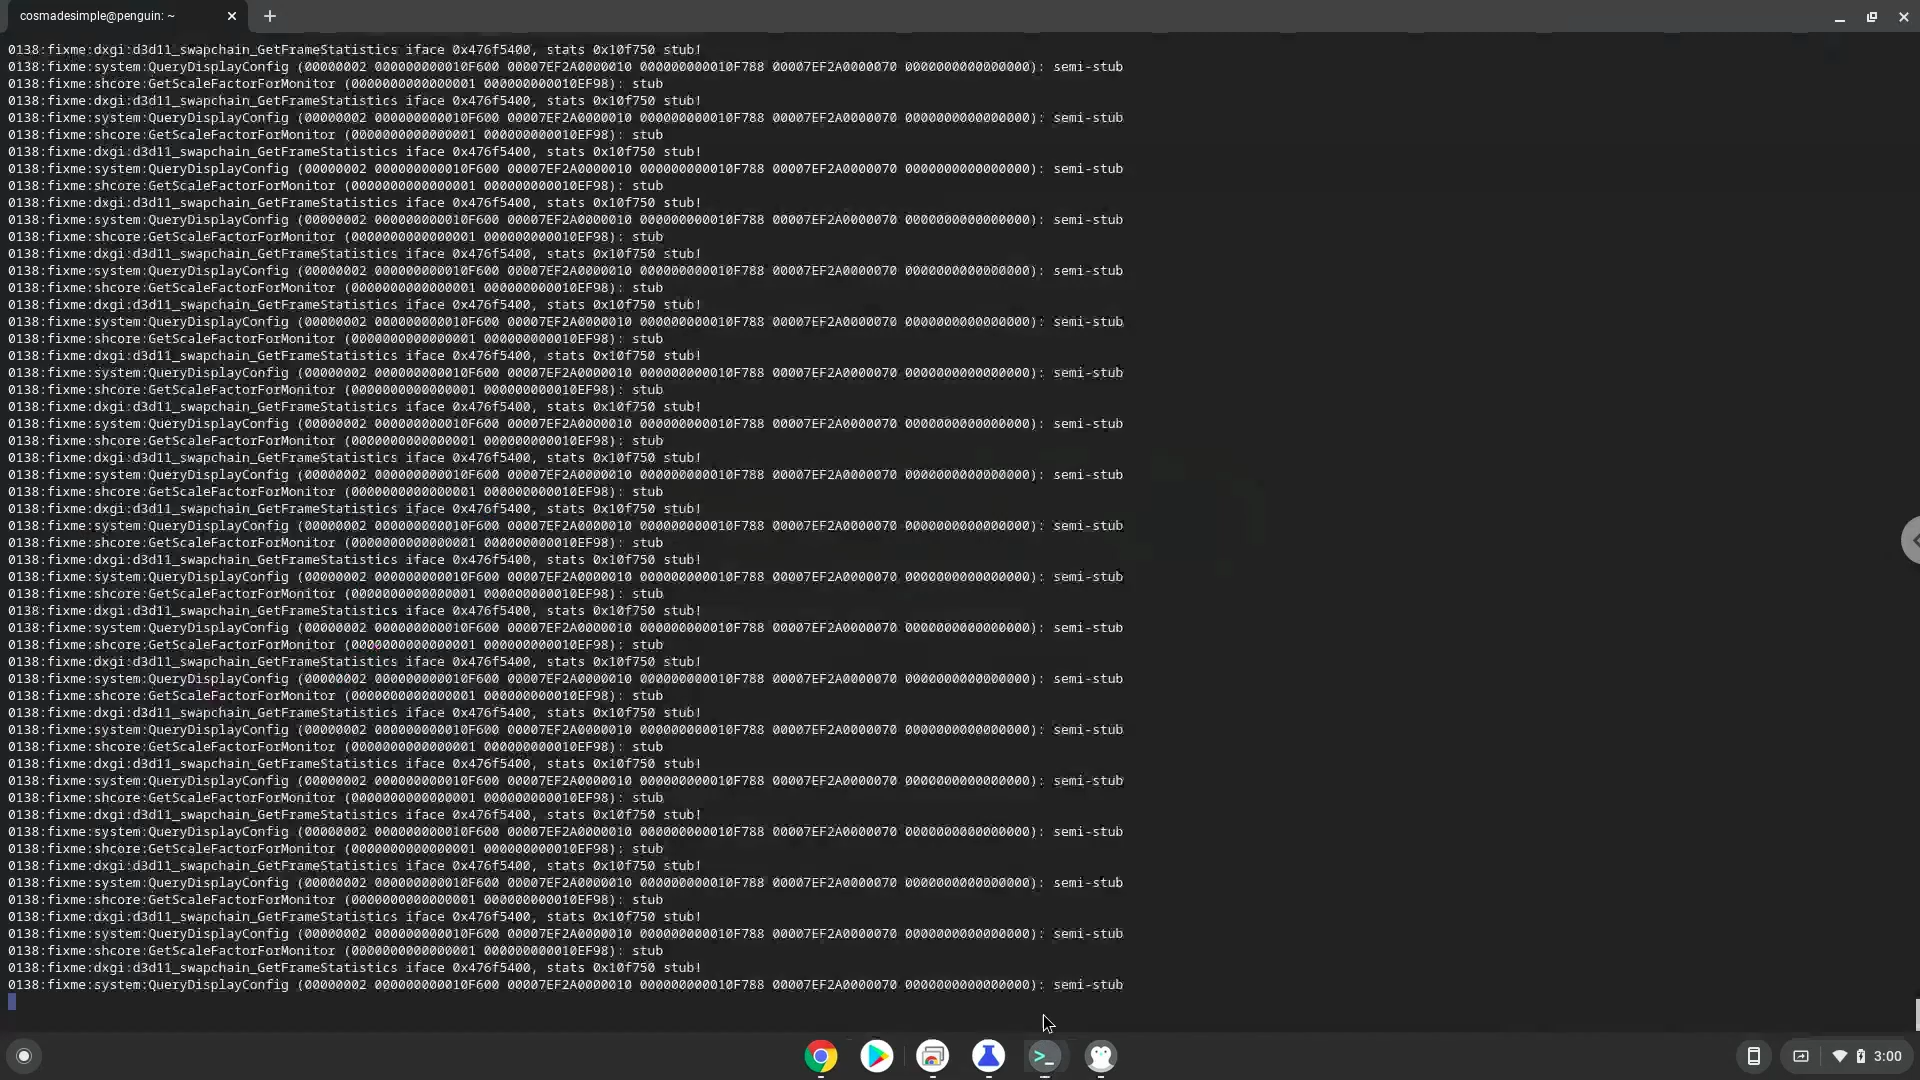 cosmadesimple@penguin: ~
0138:fixme:dxgi:d3d11_swapchain_GetFrameStatistics iface 0x476f5400, stats 0x10f750 stub!
0138:fixme:system:QueryDisplayConfig (00000002 000000000010F600 00007EF2A0000010 000000000010F788 00007EF2A0000070 0000000000000000): semi-stub
0138:fixme:shcore:GetScaleFactorForMonitor (0000000000000001 000000000010EF98): stub
0138:fixme:dxgi:d3d11_swapchain_GetFrameStatistics iface 0x476f5400, stats 0x10f750 stub!
0138:fixme:system:QueryDisplayConfig (00000002 000000000010F600 00007EF2A0000010 000000000010F788 00007EF2A0000070 0000000000000000): semi-stub
0138:fixme:shcore:GetScaleFactorForMonitor (0000000000000001 000000000010EF98): stub
0138:fixme:dxgi:d3d11_swapchain_GetFrameStatistics iface 0x476f5400, stats 0x10f750 stub!
0138:fixme:system:QueryDisplayConfig (00000002 000000000010F600 00007EF2A0000010 000000000010F788 00007EF2A0000070 0000000000000000): semi-stub
0138:fixme:shcore:GetScaleFactorForMonitor (0000000000000001 000000000010EF98): stub
0138:fixme:dxgi:d3d11_swapchain_GetFrameStatistics iface 0x476f5400, stats 0x10f750 stub!
0138:fixme:system:QueryDisplayConfig (00000002 000000000010F600 00007EF2A0000010 000000000010F788 00007EF2A0000070 0000000000000000): semi-stub
0138:fixme:shcore:GetScaleFactorForMonitor (0000000000000001 000000000010EF98): stub
0138:fixme:dxgi:d3d11_swapchain_GetFrameStatistics iface 0x476f5400, stats 0x10f750 stub!
0138:fixme:system:QueryDisplayConfig (00000002 000000000010F600 00007EF2A0000010 000000000010F788 00007EF2A0000070 0000000000000000): semi-stub
0138:fixme:shcore:GetScaleFactorForMonitor (0000000000000001 000000000010EF98): stub
0138:fixme:dxgi:d3d11_swapchain_GetFrameStatistics iface 0x476f5400, stats 0x10f750 stub!
0138:fixme:system:QueryDisplayConfig (00000002 000000000010F600 00007EF2A0000010 000000000010F788 00007EF2A0000070 0000000000000000): semi-stub
0138:fixme:shcore:GetScaleFactorForMonitor (0000000000000001 000000000010EF98): stub
0138:fixme:dxgi:d3d11_swapchain_GetFrameStatistics iface 0x476f5400, stats 0x10f750 stub!
0138:fixme:system:QueryDisplayConfig (00000002 000000000010F600 00007EF2A0000010 000000000010F788 00007EF2A0000070 0000000000000000): semi-stub
0138:fixme:shcore:GetScaleFactorForMonitor (0000000000000001 000000000010EF98): stub
0138:fixme:dxgi:d3d11_swapchain_GetFrameStatistics iface 0x476f5400, stats 0x10f750 stub!
0138:fixme:system:QueryDisplayConfig (00000002 000000000010F600 00007EF2A0000010 000000000010F788 00007EF2A0000070 0000000000000000): semi-stub
0138:fixme:shcore:GetScaleFactorForMonitor (0000000000000001 000000000010EF98): stub
0138:fixme:dxgi:d3d11_swapchain_GetFrameStatistics iface 0x476f5400, stats 0x10f750 stub!
0138:fixme:system:QueryDisplayConfig (00000002 000000000010F600 00007EF2A0000010 000000000010F788 00007EF2A0000070 0000000000000000): semi-stub
0138:fixme:shcore:GetScaleFactorForMonitor (0000000000000001 000000000010EF98): stub
0138:fixme:dxgi:d3d11_swapchain_GetFrameStatistics iface 0x476f5400, stats 0x10f750 stub!
0138:fixme:system:QueryDisplayConfig (00000002 000000000010F600 00007EF2A0000010 000000000010F788 00007EF2A0000070 0000000000000000): semi-stub
0138:fixme:shcore:GetScaleFactorForMonitor (0000000000000001 000000000010EF98): stub
0138:fixme:dxgi:d3d11_swapchain_GetFrameStatistics iface 0x476f5400, stats 0x10f750 stub!
0138:fixme:system:QueryDisplayConfig (00000002 000000000010F600 00007EF2A0000010 000000000010F788 00007EF2A0000070 0000000000000000): semi-stub
0138:fixme:shcore:GetScaleFactorForMonitor (0000000000000001 000000000010EF98): stub
0138:fixme:dxgi:d3d11_swapchain_GetFrameStatistics iface 0x476f5400, stats 0x10f750 stub!
0138:fixme:system:QueryDisplayConfig (00000002 000000000010F600 00007EF2A0000010 000000000010F788 00007EF2A0000070 0000000000000000): semi-stub
0138:fixme:shcore:GetScaleFactorForMonitor (0000000000000001 000000000010EF98): stub
0138:fixme:dxgi:d3d11_swapchain_GetFrameStatistics iface 0x476f5400, stats 0x10f750 stub!
0138:fixme:system:QueryDisplayConfig (00000002 000000000010F600 00007EF2A0000010 000000000010F788 00007EF2A0000070 0000000000000000): semi-stub
0138:fixme:shcore:GetScaleFactorForMonitor (0000000000000001 000000000010EF98): stub
0138:fixme:dxgi:d3d11_swapchain_GetFrameStatistics iface 0x476f5400, stats 0x10f750 stub!
0138:fixme:system:QueryDisplayConfig (00000002 000000000010F600 00007EF2A0000010 000000000010F788 00007EF2A0000070 0000000000000000): semi-stub
0138:fixme:shcore:GetScaleFactorForMonitor (0000000000000001 000000000010EF98): stub
0138:fixme:dxgi:d3d11_swapchain_GetFrameStatistics iface 0x476f5400, stats 0x10f750 stub!
0138:fixme:system:QueryDisplayConfig (00000002 000000000010F600 00007EF2A0000010 000000000010F788 00007EF2A0000070 0000000000000000): semi-stub
0138:fixme:shcore:GetScaleFactorForMonitor (0000000000000001 000000000010EF98): stub
0138:fixme:dxgi:d3d11_swapchain_GetFrameStatistics iface 0x476f5400, stats 0x10f750 stub!
0138:fixme:system:QueryDisplayConfig (00000002 000000000010F600 00007EF2A0000010 000000000010F788 00007EF2A0000070 0000000000000000): semi-stub
0138:fixme:shcore:GetScaleFactorForMonitor (0000000000000001 000000000010EF98): stub
0138:fixme:dxgi:d3d11_swapchain_GetFrameStatistics iface 0x476f5400, stats 0x10f750 stub!
0138:fixme:system:QueryDisplayConfig (00000002 000000000010F600 00007EF2A0000010 000000000010F788 00007EF2A0000070 0000000000000000): semi-stub
0138:fixme:shcore:GetScaleFactorForMonitor (0000000000000001 000000000010EF98): stub
0138:fixme:dxgi:d3d11_swapchain_GetFrameStatistics iface 0x476f5400, stats 0x10f750 stub!
0138:fixme:system:QueryDisplayConfig (00000002 000000000010F600 00007EF2A0000010 000000000010F788 00007EF2A0000070 0000000000000000): semi-stub
0138:fixme:shcore:GetScaleFactorForMonitor (0000000000000001 000000000010EF98): stub
0138:fixme:dxgi:d3d11_swapchain_GetFrameStatistics iface 0x476f5400, stats 0x10f750 stub!
0138:fixme:system:QueryDisplayConfig (00000002 000000000010F600 00007EF2A0000010 000000000010F788 00007EF2A0000070 0000000000000000): semi-stub
3:00